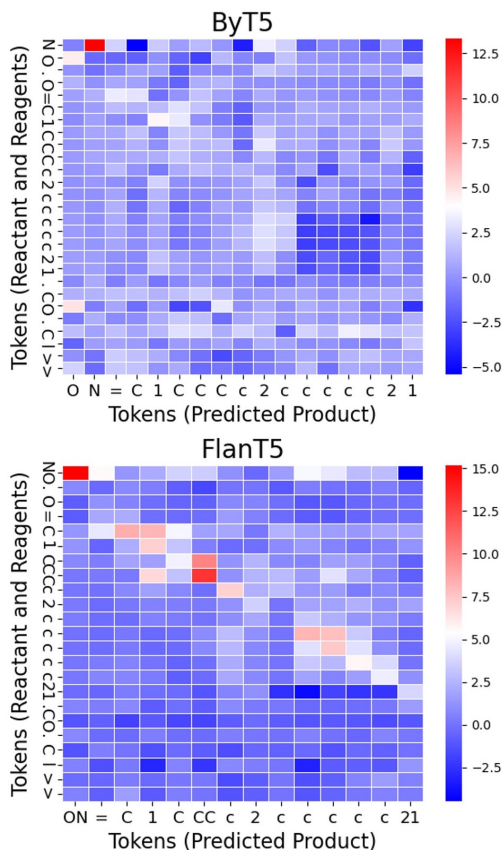 ByT5
Tokens (Reactant and Reagents)
N O . O = C 1 C C C c 2 c c c c c 2 1 . C O . C l > >
O N = C 1 C C C c 2 c c c c c 2 1
Tokens (Predicted Product)
12.5
10.0
7.5
5.0
2.5
0.0
−2.5
−5.0
FlanT5
Tokens (Reactant and Reagents)
NO . O = C 1 C CC c 2 c c c c c 21 . CO . C l > >
ON = C 1 C CC c 2 c c c c c 21
Tokens (Predicted Product)
15.0
12.5
10.0
7.5
5.0
2.5
0.0
−2.5